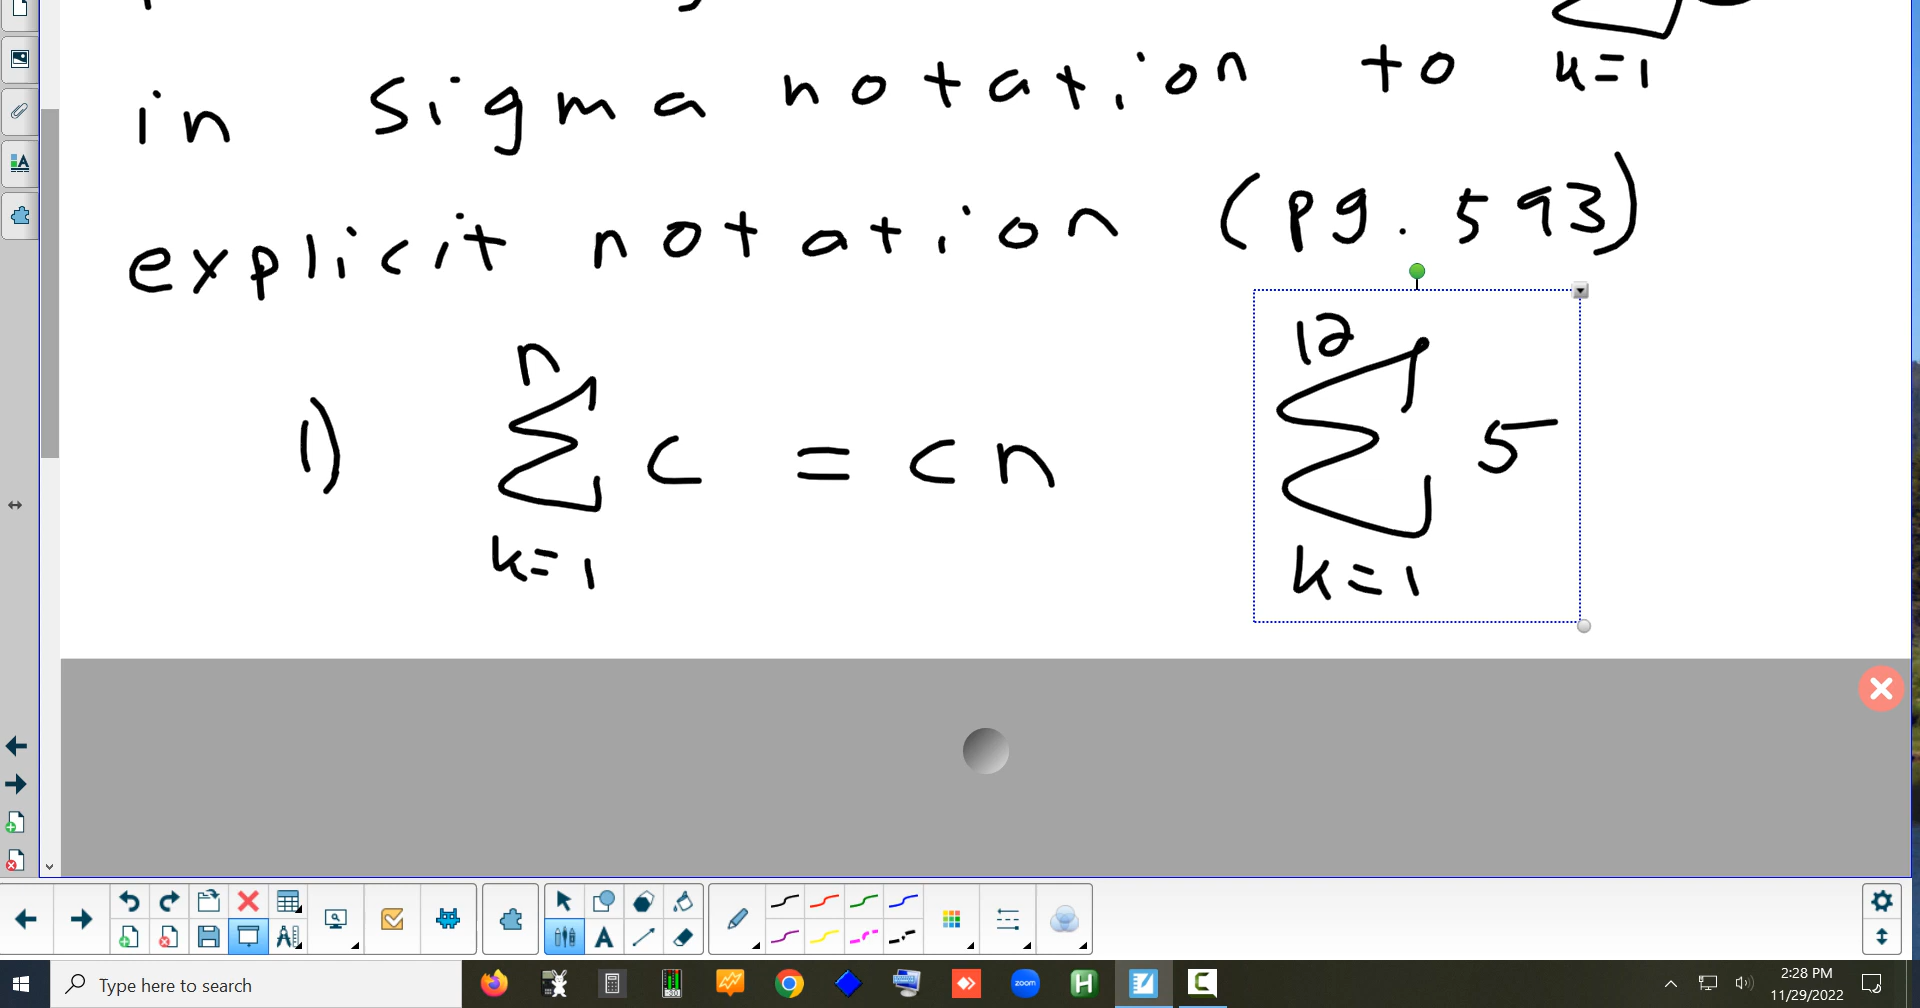 k=1
in sigma notation to
explicit notation (pg. 593)
1) n Σ k=1 c = cn
12 Σ k=1 5
A
A
Type here to search
zoom
H
C
2:28 PM
11/29/2022